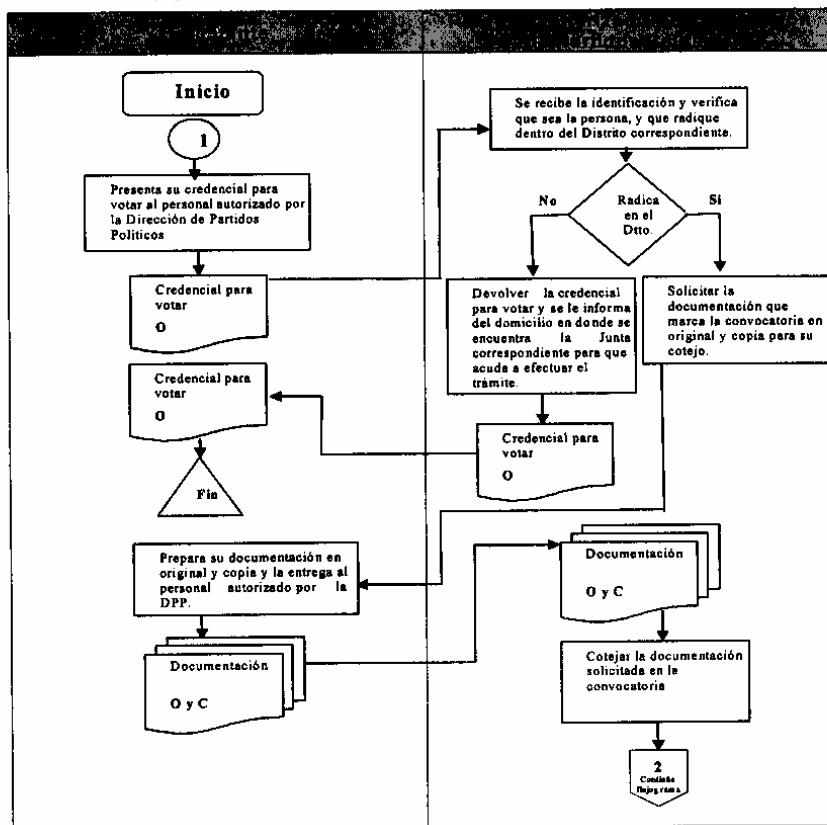 Inicio
1
Presenta su credencial para
votar al personal autorizado por
la Dirección de Partidos
Políticos
Credencial para
votar
O
Credencial para
votar
O
Fin
Prepara su documentación en
original y copia y la entrega al
personal autorizado por la
DPP.
Documentación
O y C
Se recibe la identificación y verifica
que sea la persona, y que radique
dentro del Distrito correspondiente.
No
Radica
en el
Dtto.
Si
Devolver la credencial
para votar y se le informa
del domicilio en donde se
encuentra la Junta
correspondiente para que
acuda a efectuar el
trámite.
Solicitar la
documentación que
marca la convocatoria en
original y copia para su
cotejo.
Credencial para
votar
O
Documentación
O y C
Cotejar la documentación
solicitada en le
convocatoria
2
Continúa
flujograma